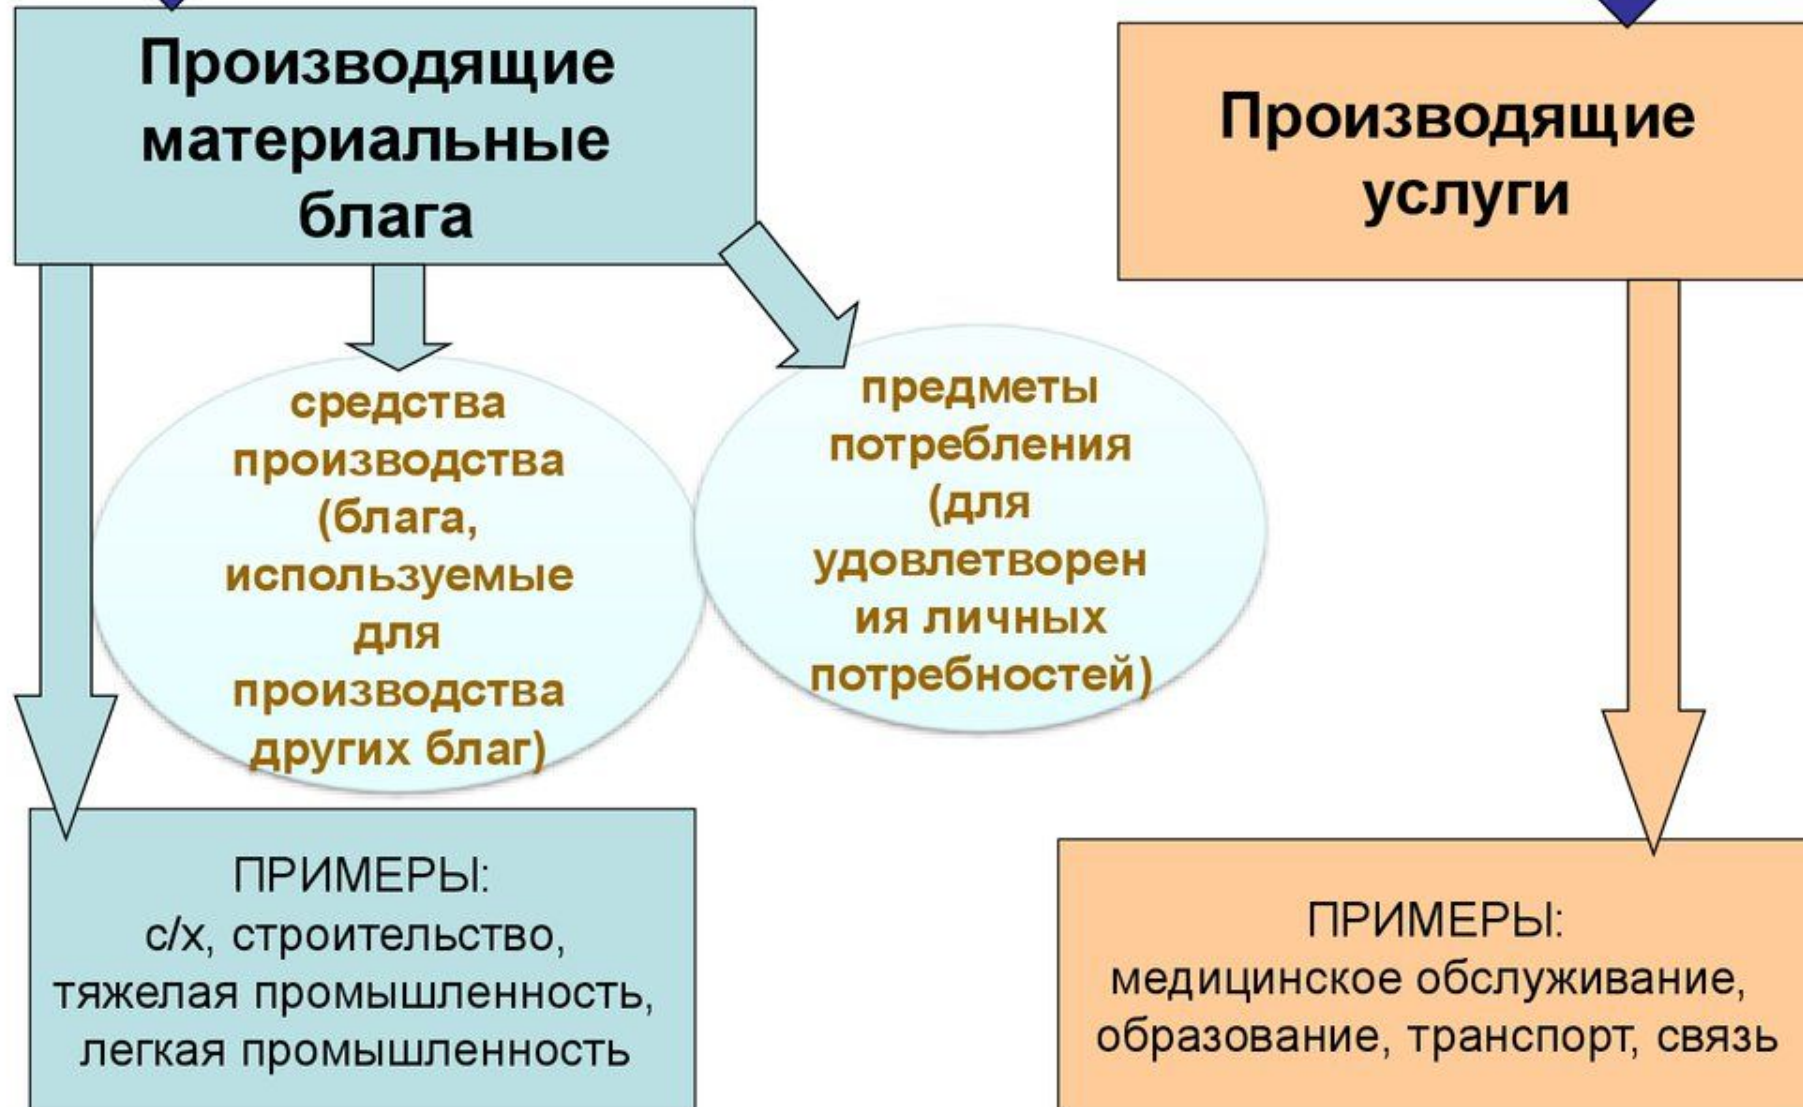 Производящие
материальные
блага
Производящие
услуги
средства
производства
(блага,
используемые
для
производства
других благ)
предметы
потребления
(для
удовлетворен
ия личных
потребностей)
ПРИМЕРЫ:
с/х, строительство,
тяжелая промышленность,
легкая промышленность
ПРИМЕРЫ:
медицинское обслуживание,
образование, транспорт, связь